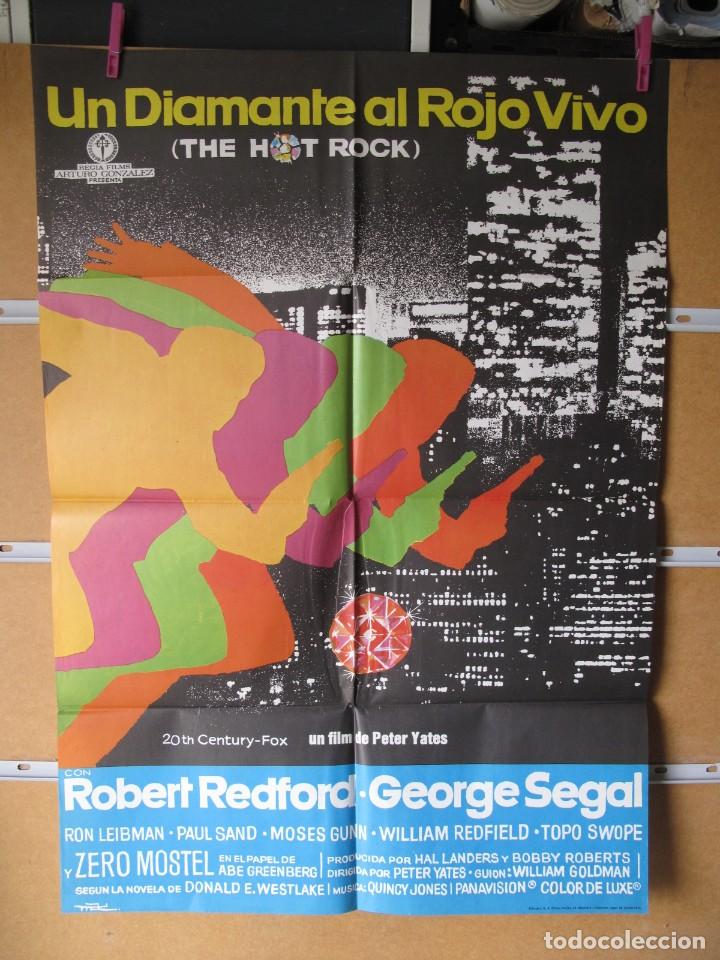 Un Diamante al Rojo Vivo
(THE HOT ROCK)
REGIA FILMS
ARTURO GONZALEZ
PRESENTA
20th Century-Fox un film de Peter Yates
CON
Robert Redford · George Segal
RON LEIBMAN · PAUL SAND · MOSES GUNN · WILLIAM REDFIELD · TOPO SWOPE
Y ZERO MOSTEL EN EL PAPEL DE ABE GREENBERG
SEGUN LA NOVELA DE DONALD E. WESTLAKE
PRODUCIDA POR HAL LANDERS Y BOBBY ROBERTS
DIRIGIDA POR PETER YATES · GUION: WILLIAM GOLDMAN
MUSICA: QUINCY JONES | PANAVISION® COLOR DE LUXE®
todocoleccion
todocoleccion.net